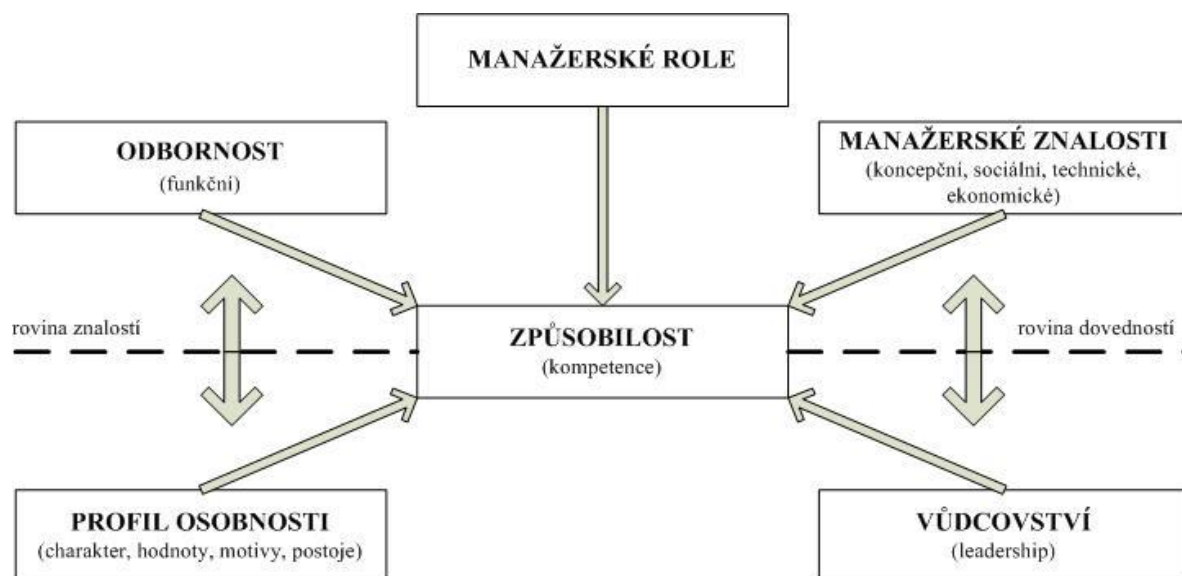 MANAŽERSKÉ ROLE
ODBORNOST
(funkční)
MANAŽERSKÉ ZNALOSTI
(koncepční, sociální, technické,
ekonomické)
rovina znalostí
ZPŮSOBILOST
(kompetence)
rovina dovedností
PROFIL OSOBNOSTI
(charakter, hodnoty, motivy, postoje)
VŮDCOVSTVÍ
(leadership)